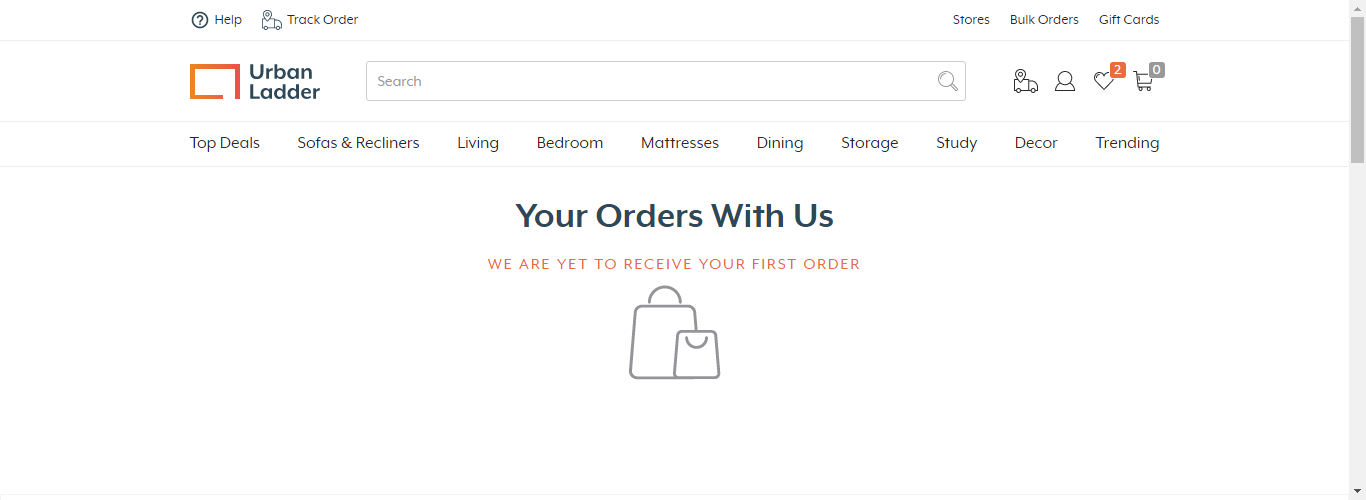 Help Track Order Stores Bulk Orders Gift Cards
Urban
Ladder
Search
2
0
Top Deals Sofas & Recliners Living Bedroom Mattresses Dining Storage Study Decor Trending
Your Orders With Us
WE ARE YET TO RECEIVE YOUR FIRST ORDER